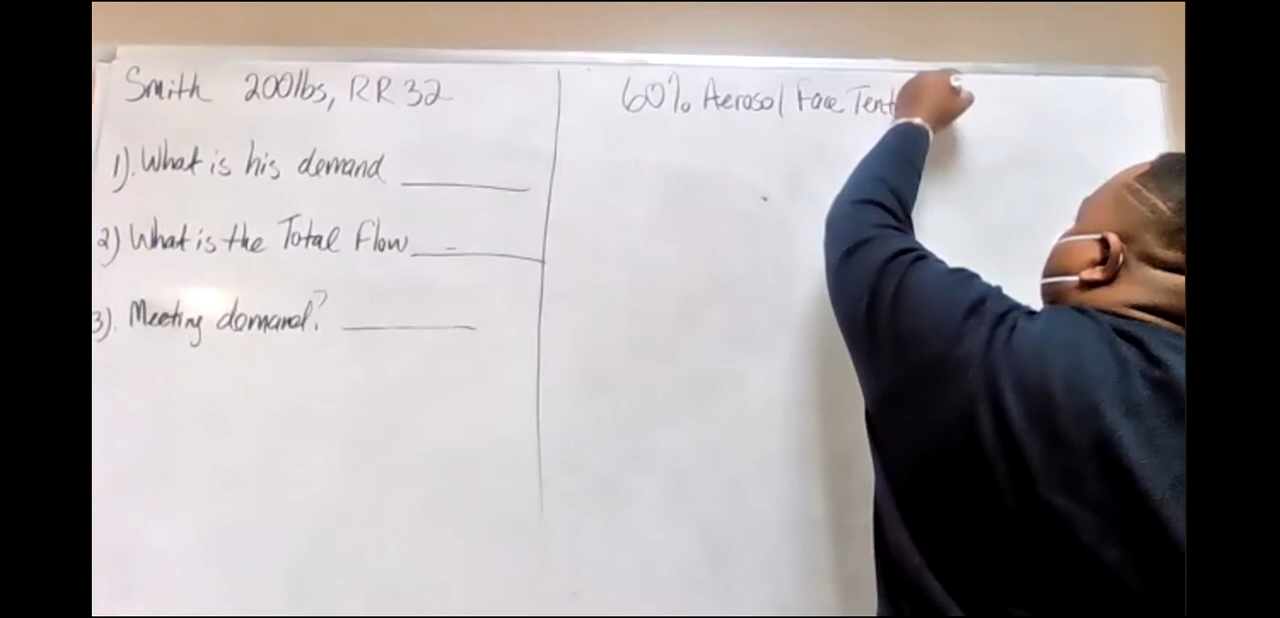 Smith 200lbs, RR 32
1). What is his demand
2) What is the Total Flow
3). Meeting demand?
60% Aerosol Face Tent